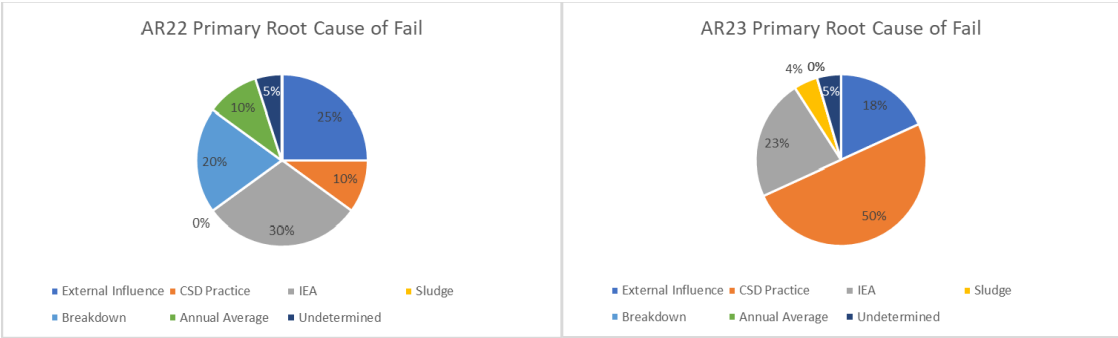 AR22 Primary Root Cause of Fail
5%
10%
25%
20%
10%
0%
30%
External Influence CSD Practice IEA Sludge
Breakdown Annual Average Undetermined
AR23 Primary Root Cause of Fail
4% 0%
5%
18%
23%
50%
External Influence CSD Practice IEA Sludge
Breakdown Annual Average Undetermined